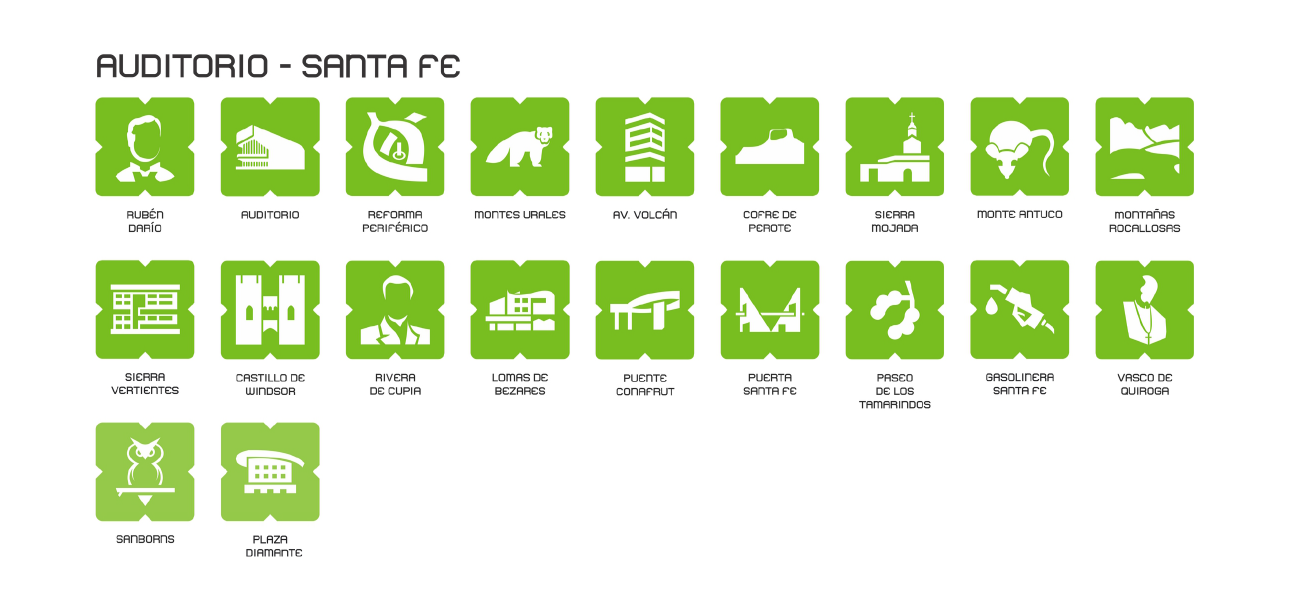 AUDITORIO - SANTA FE
RUBÉN
DARÍO
AUDITORIO
REFORMA
PERIFÉRICO
MONTES URALES
AV. VOLCÁN
COFRE DE
PEROTE
SIERRA
MOJADA
MONTE ANTUCO
MONTAÑAS
ROCALLOSAS
SIERRA
VERTIENTES
CASTILLO DE
WINDSOR
RIVERA
DE CUPIA
LOMAS DE
BEZARES
PUENTE
CONAFRUT
PUERTA
SANTA FE
PASEO
DE LOS
TAMARINDOS
GASOLINERA
SANTA FE
VASCO DE
QUIROGA
SANBORNS
PLAZA
DIAMANTE